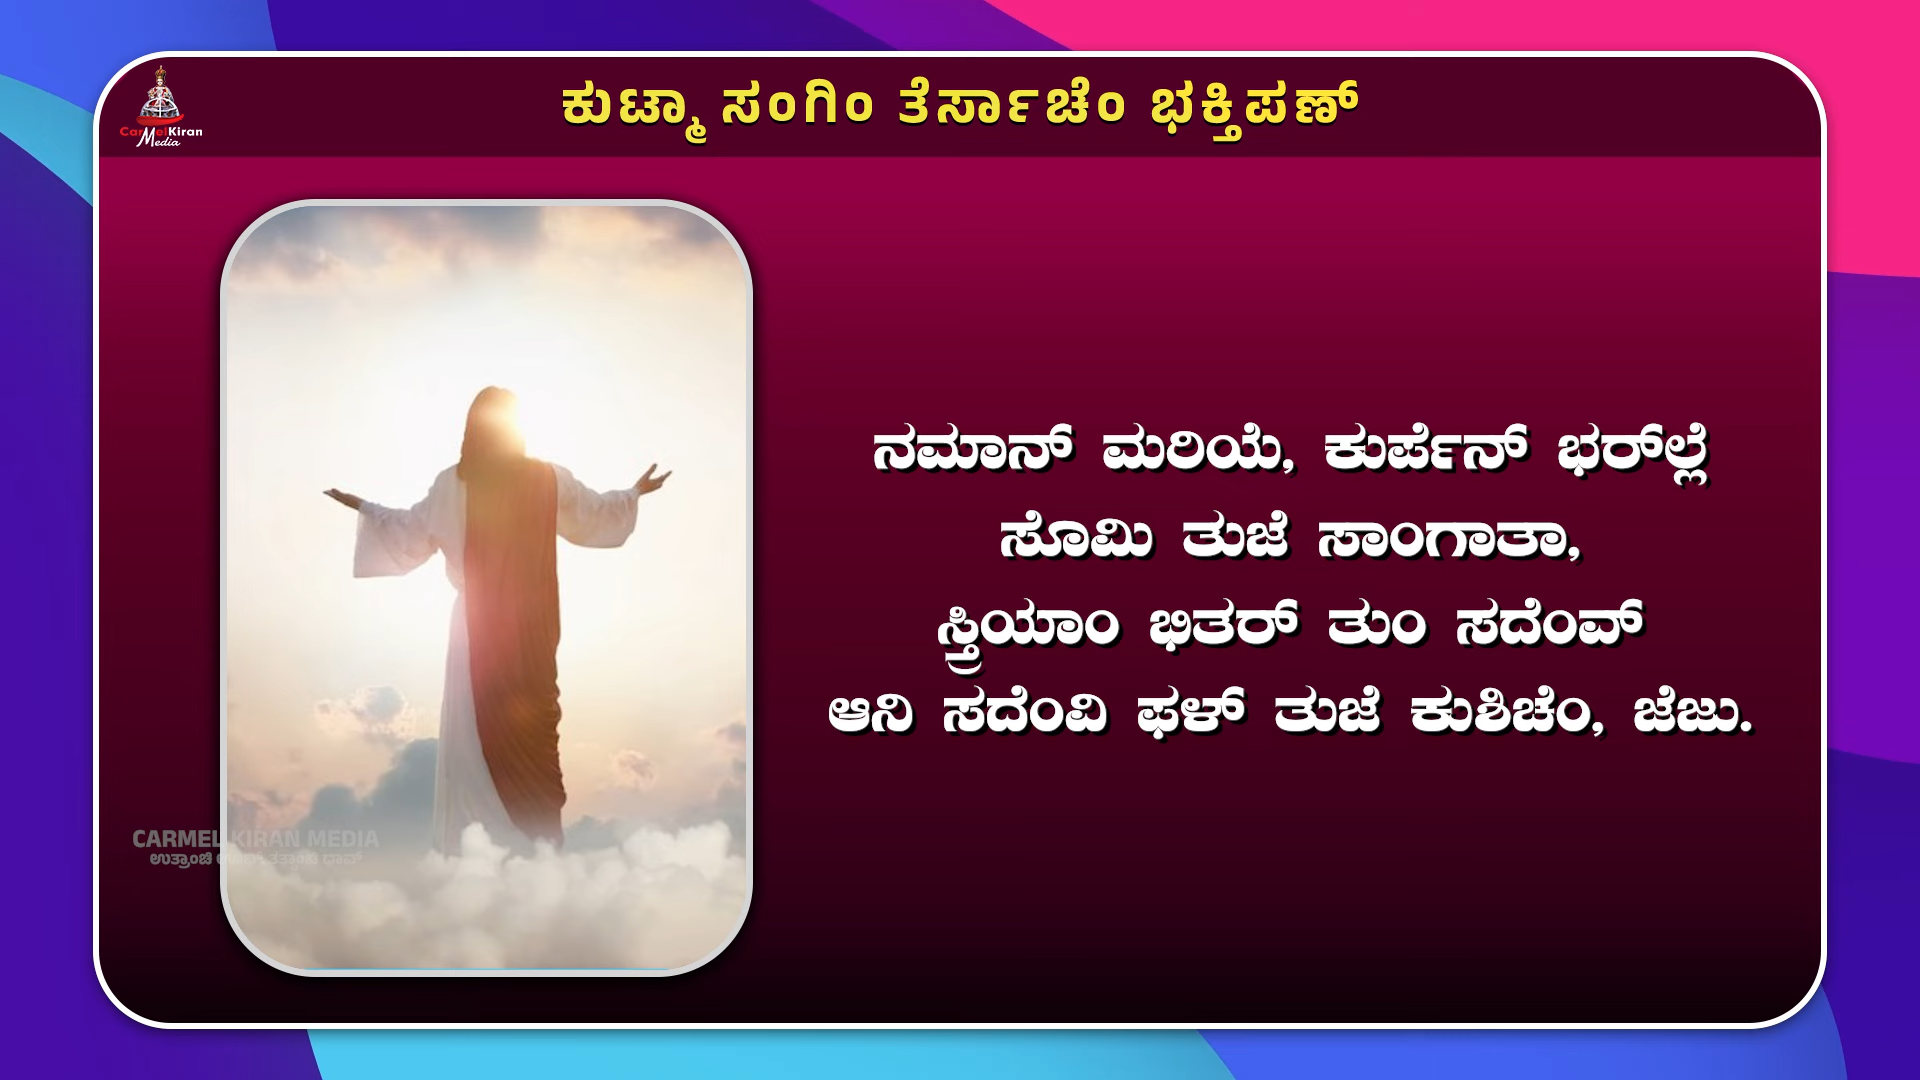 ಕುಟ್ಮಾ ಸಂಗಿಂ ತೆರ್ಸಾಚೆಂ ಭಕ್ತಿಪಣ್
CarmelKiran
Media
ನಮಾನ್ ಮರಿಯೆ, ಕುರ್ಪೆನ್ ಭರ್‌ಲ್ಲೆ
ಸೊಮಿ ತುಜೆ ಸಾಂಗಾತಾ,
ಸ್ತ್ರಿಯಾಂ ಭಿತರ್ ತುಂ ಸದೆಂವ್
ಆನಿ ಸದೆಂವಿ ಫಳ್ ತುಜೆ ಕುಶಿಚೆಂ, ಜೆಜು.
CARMEL KIRAN MEDIA